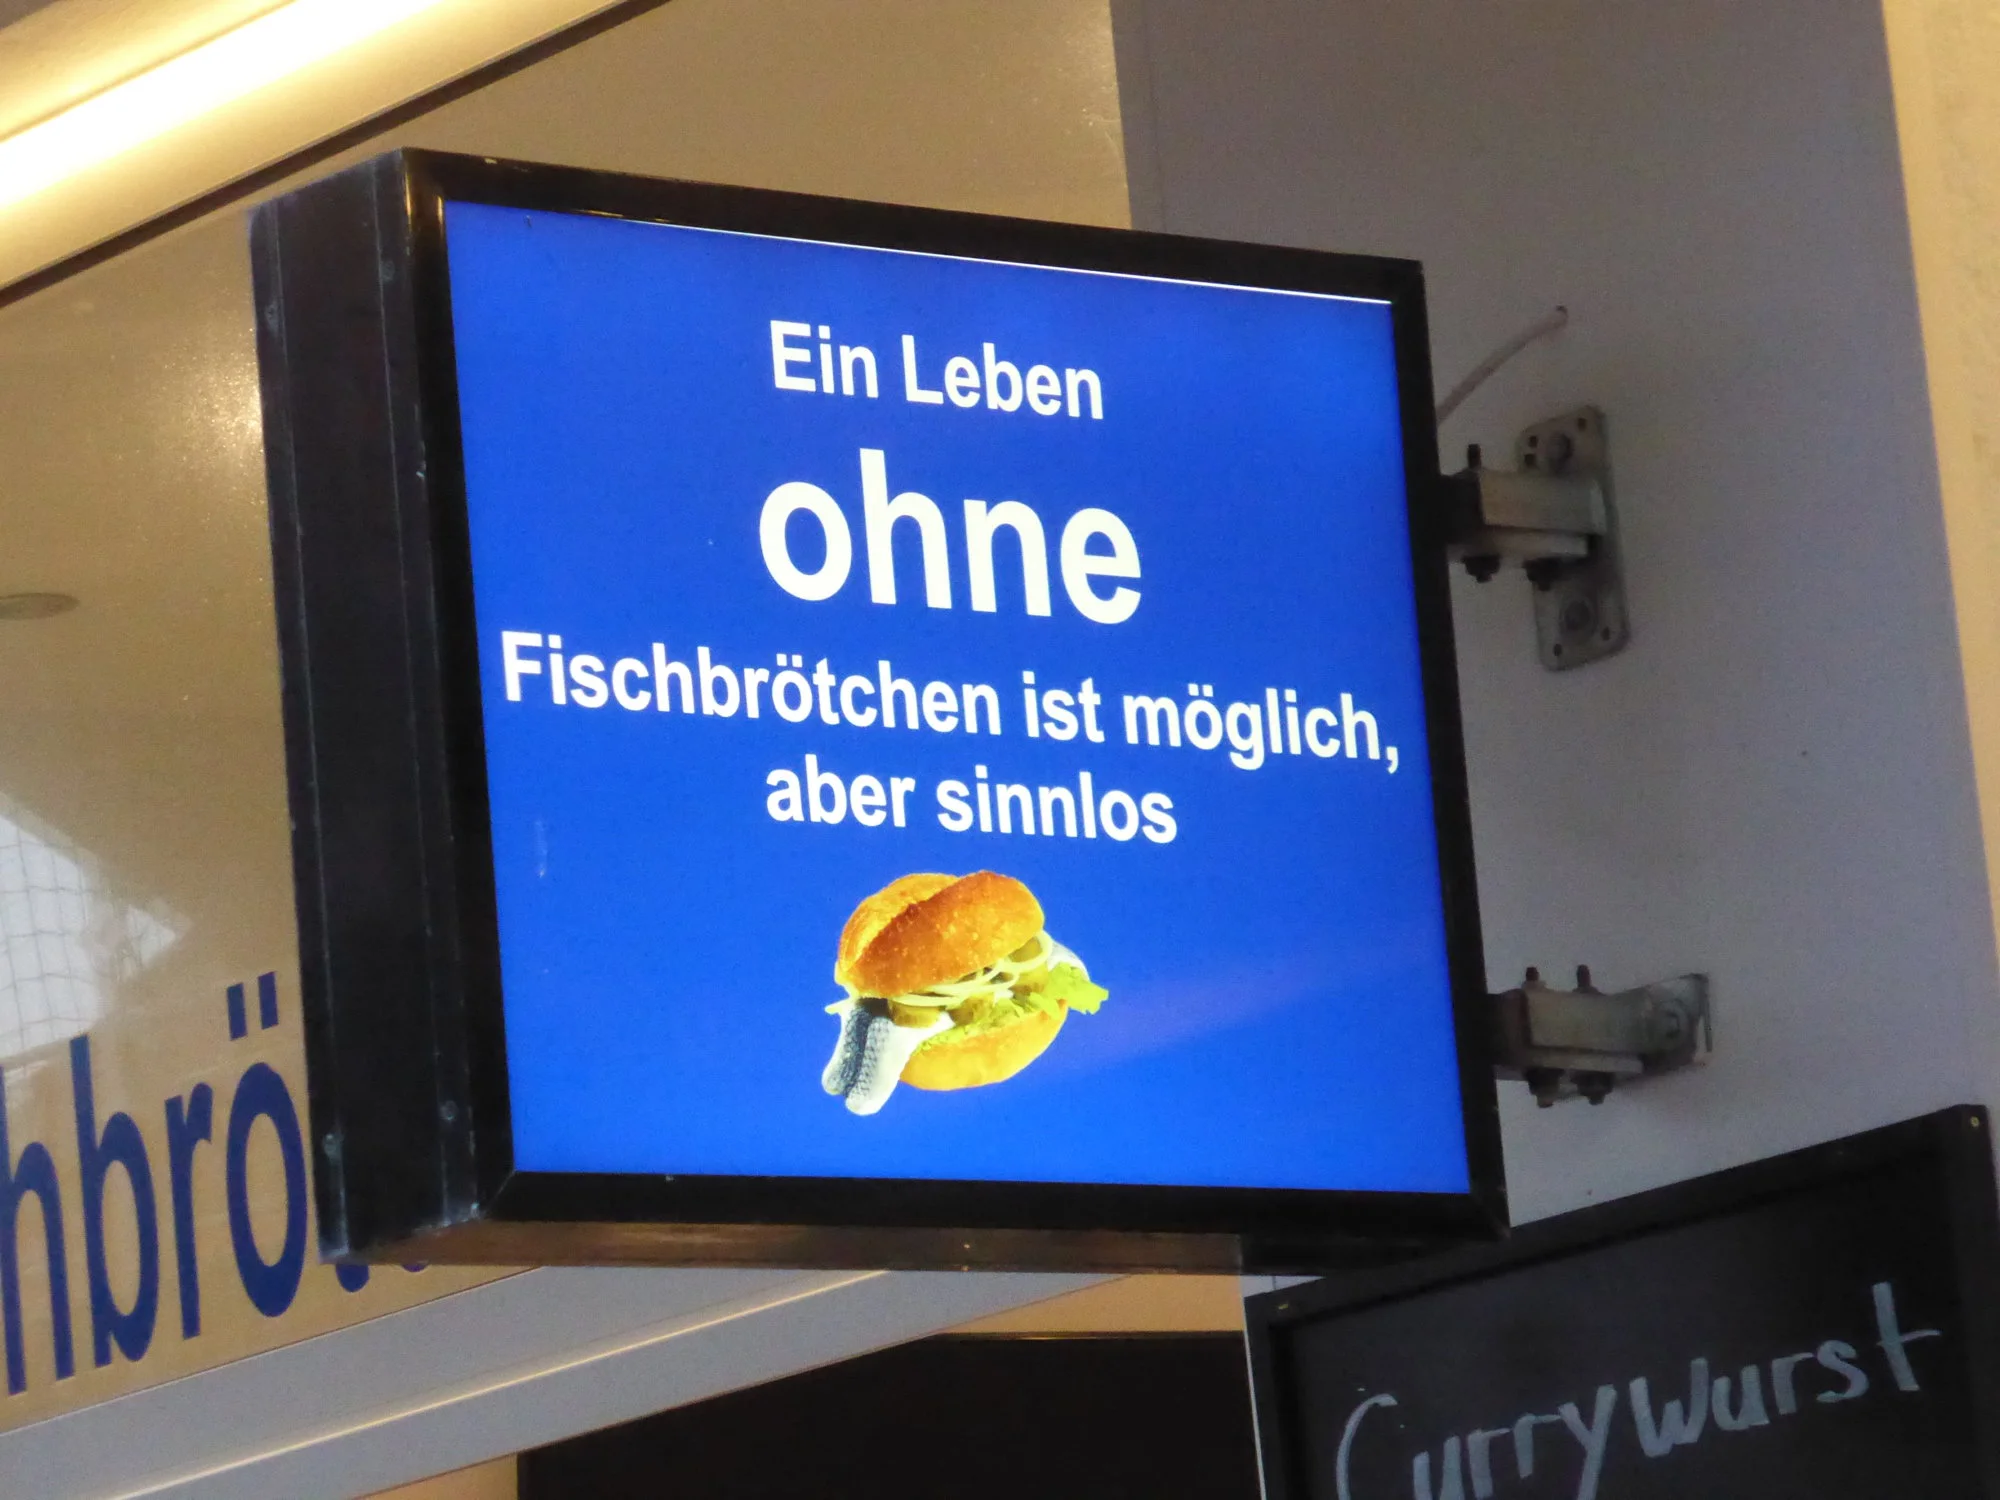 Ein Leben
ohne
Fischbrötchen ist möglich,
aber sinnlos
hbrö
Currywurst